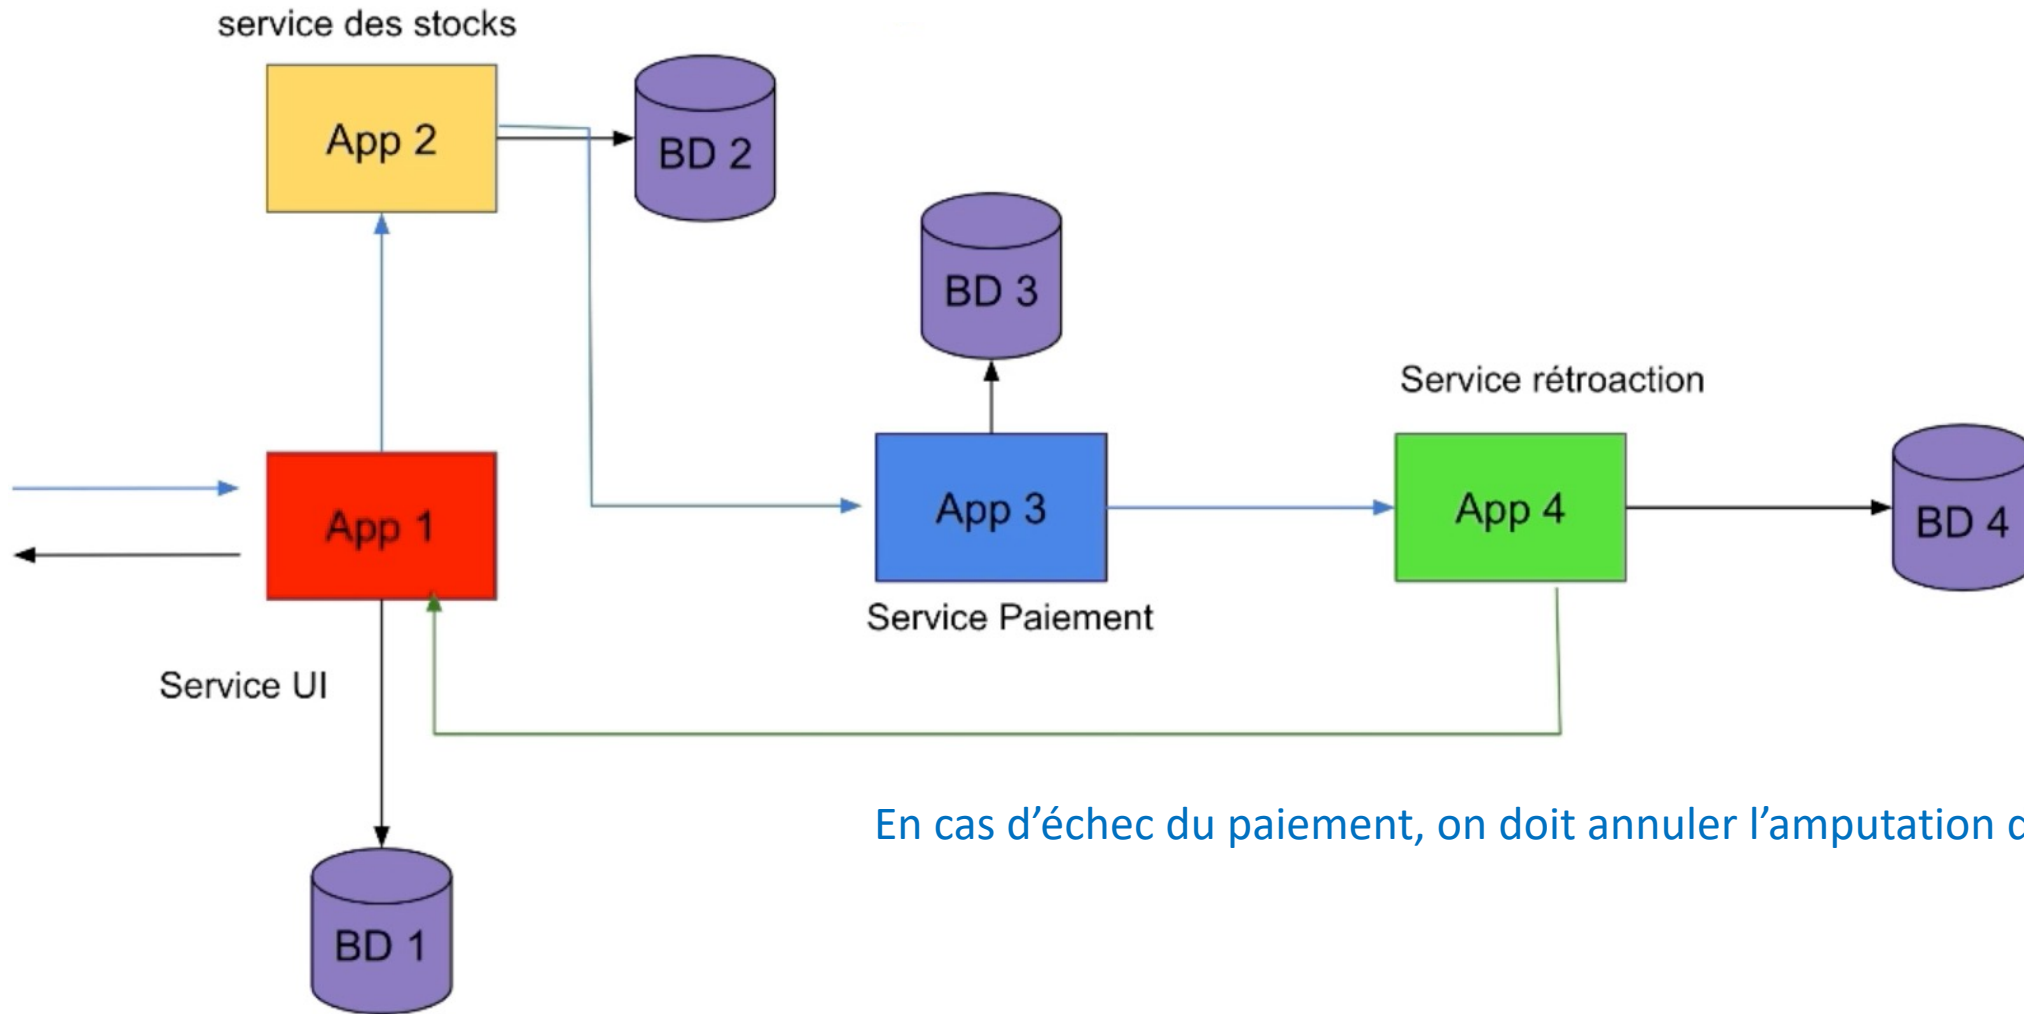 service des stocks
App 2
BD 2
BD 3
Service rétroaction
App 1
App 3
App 4
BD 4
Service Paiement
Service UI
En cas d’échec du paiement, on doit annuler l’amputation
BD 1